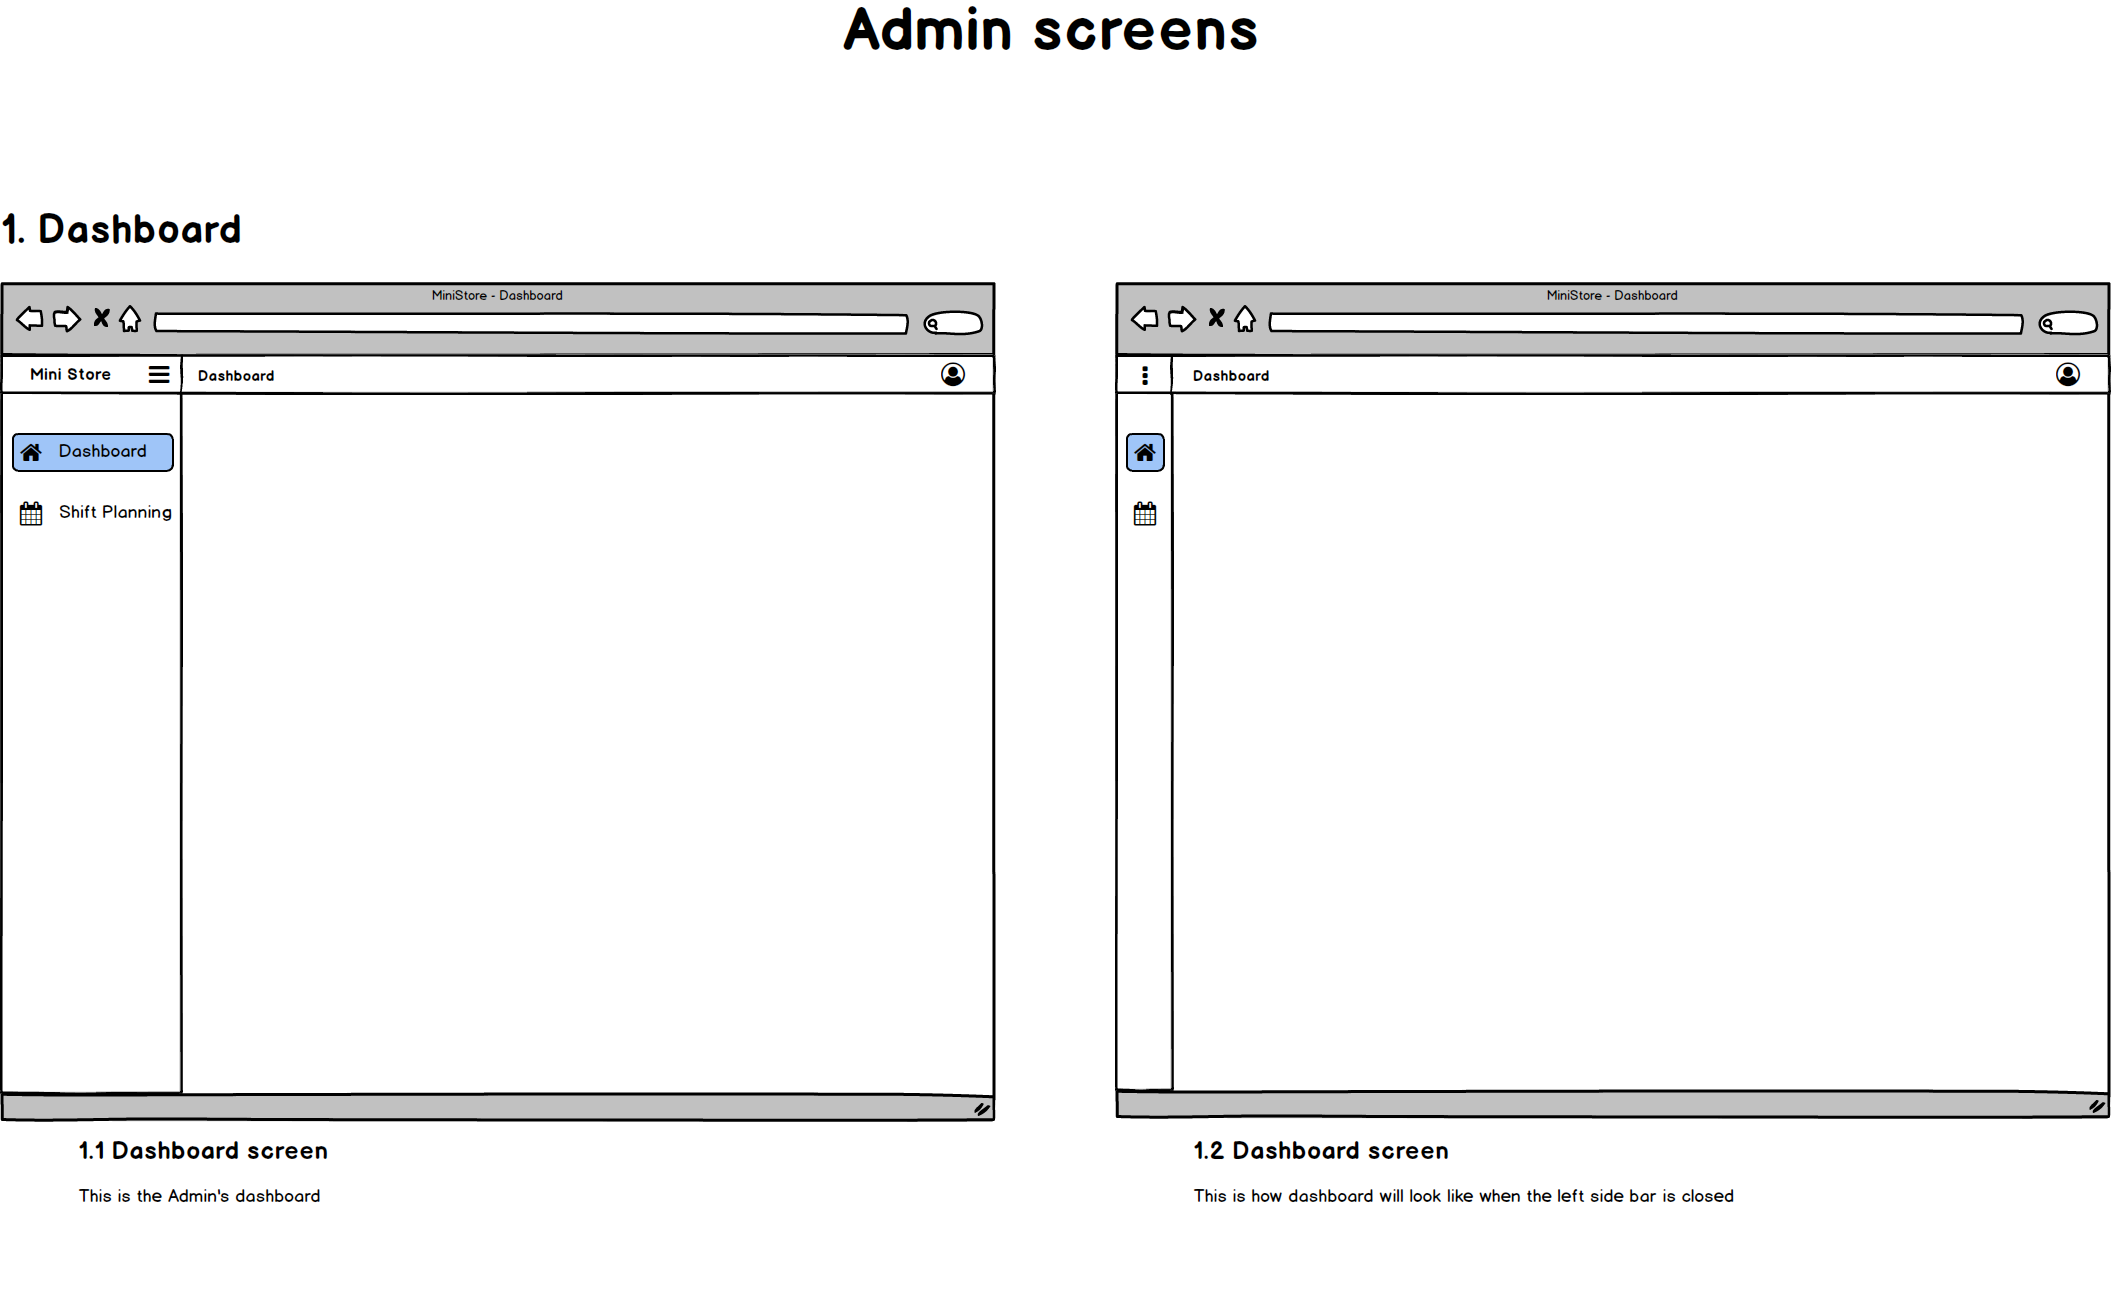 Admin screens
1. Dashboard
MiniStore - Dashboard
Mini Store
Dashboard
Dashboard
Shift Planning
1.1 Dashboard screen
This is the Admin's dashboard
MiniStore - Dashboard
Dashboard
1.2 Dashboard screen
This is how dashboard will look like when the left side bar is closed